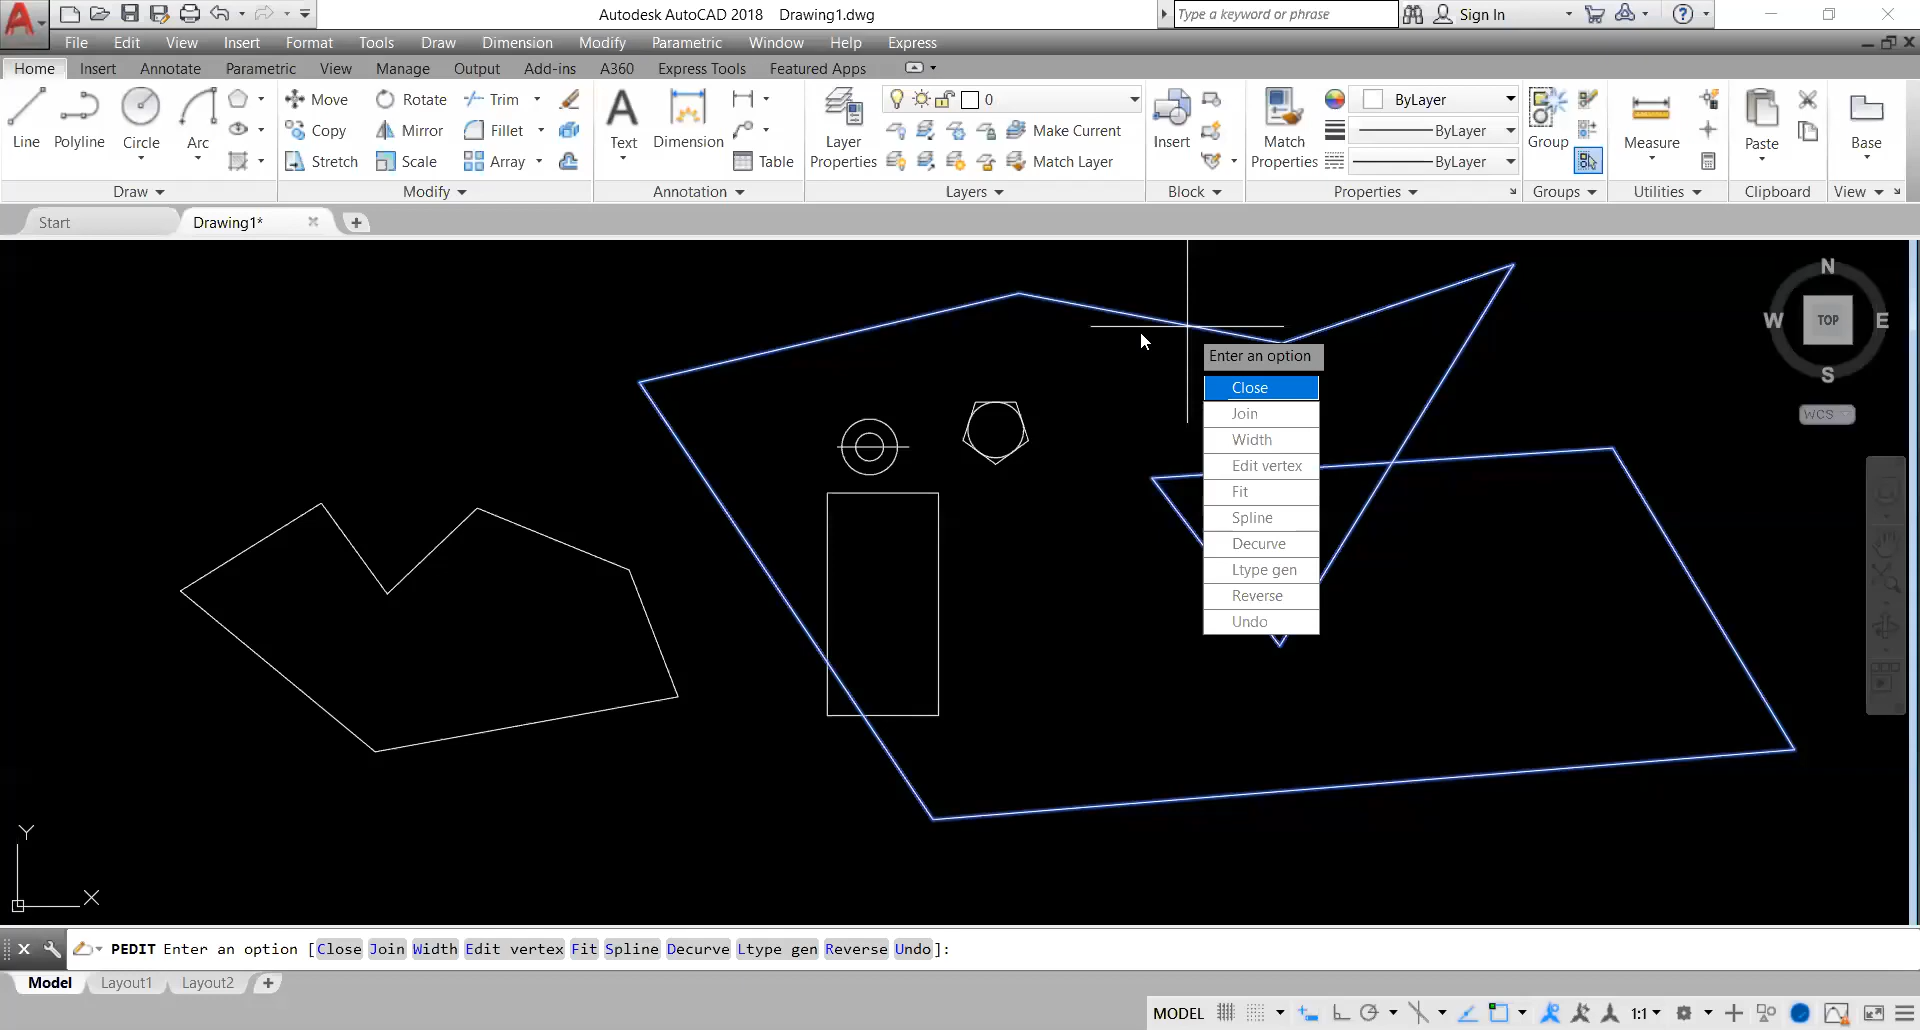 Autodesk AutoCAD 2018 Drawing1.dwg Type a keyword or phrase Sign In
File Edit View Insert Format Tools Draw Dimension Modify Parametric Window Help Express
Home Insert Annotate Parametric View Manage Output Add-ins A360 Express Tools Featured Apps
Move Rotate Trim 0 ByLayer
Copy Mirror Fillet Make Current ByLayer
Line Polyline Circle Arc Text Dimension Layer Properties Insert Match Properties Group Measure Paste Base
Stretch Scale Array Table Match Layer ByLayer
Draw Modify Annotation Layers Block Properties Groups Utilities Clipboard View
Start Drawing1*
N
W TOP E
S
WCS
Enter an option
Close
Join
Width
Edit vertex
Fit
Spline
Decurve
Ltype gen
Reverse
Undo
Y
X
PEDIT Enter an option [Close Join Width Edit vertex Fit Spline Decurve Ltype gen Reverse Undo]:
Model Layout1 Layout2
MODEL 1:1